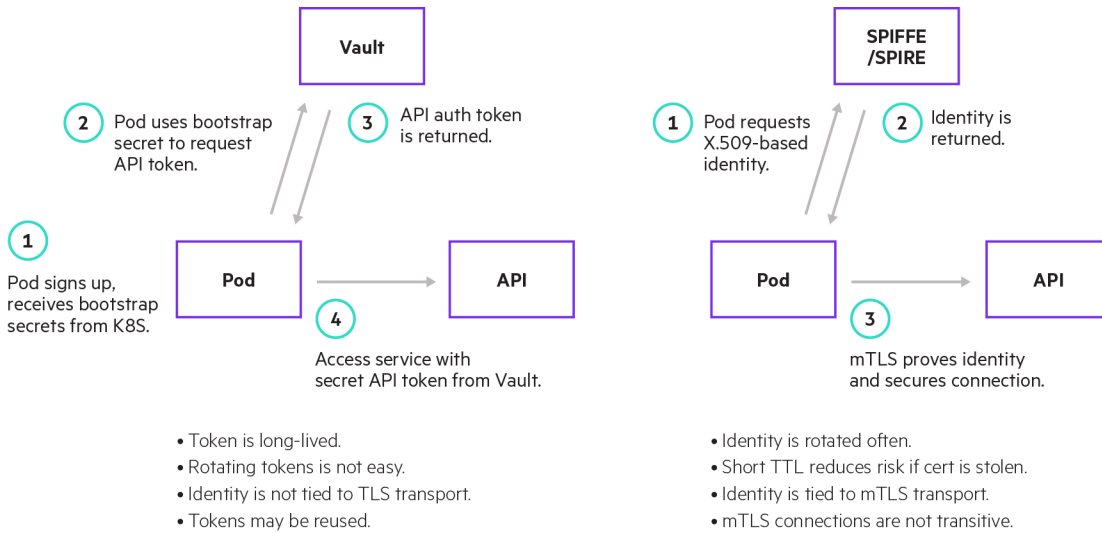 Vault
2
Pod uses bootstrap
secret to request
API token.
3
API auth token
is returned.
1
Pod signs up,
receives bootstrap
secrets from K8S.
Pod
API
4
Access service with
secret API token from Vault.
• Token is long-lived.
• Rotating tokens is not easy.
• Identity is not tied to TLS transport.
• Tokens may be reused.
SPIFFE
/SPIRE
1
Pod requests
X.509-based
identity.
2
Identity is
returned.
Pod
API
3
mTLS proves identity
and secures connection.
• Identity is rotated often.
• Short TTL reduces risk if cert is stolen.
• Identity is tied to mTLS transport.
• mTLS connections are not transitive.